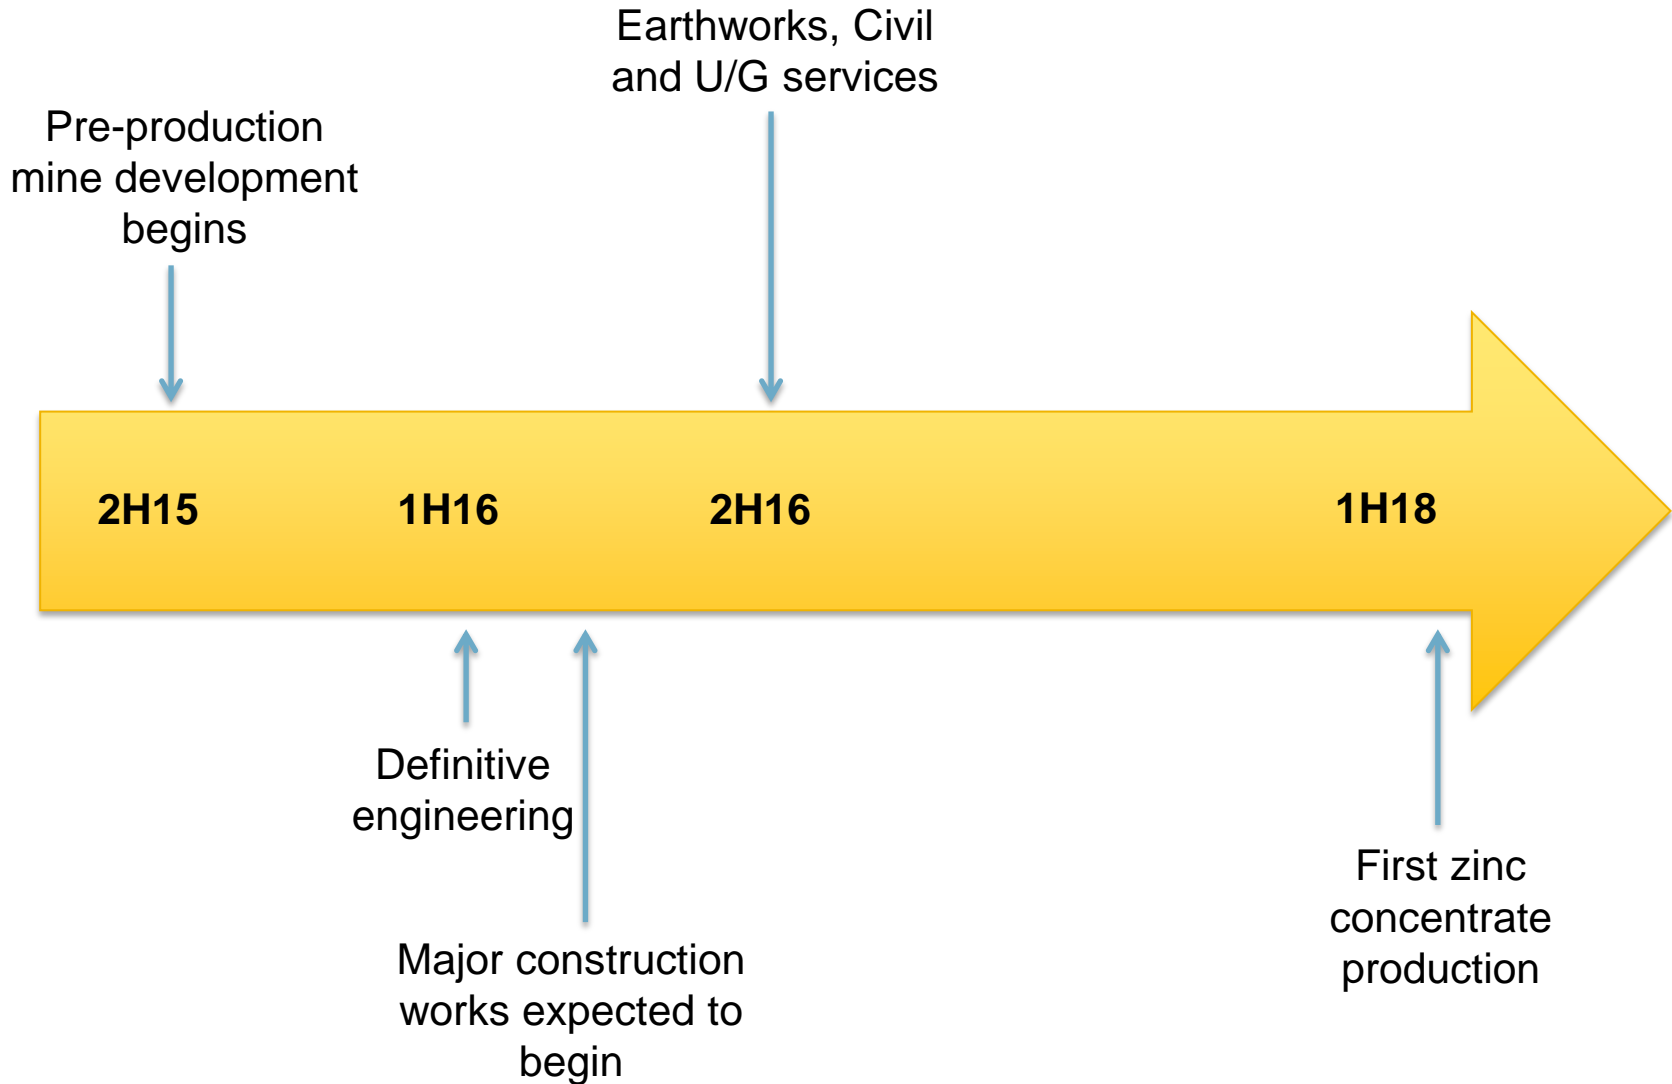 Earthworks, Civil
and U/G services
Pre-production
mine development
begins
2H15
1H16
2H16
1H18
Definitive
engineering
Major construction
works expected to
begin
First zinc
concentrate
production